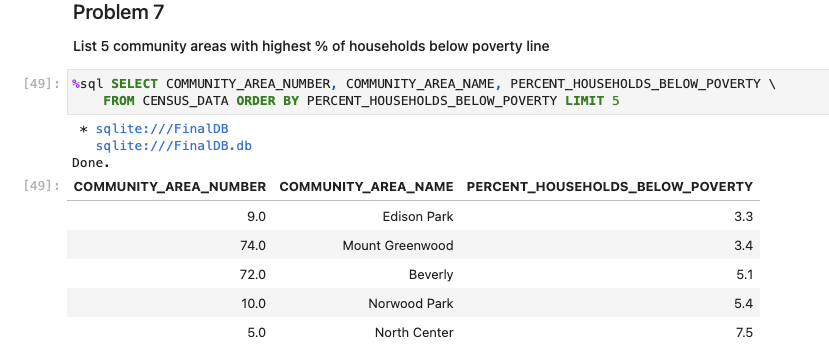 Problem 7
List 5 community areas with highest % of households below poverty line
[49]: %sql SELECT COMMUNITY_AREA_NUMBER, COMMUNITY_AREA_NAME, PERCENT_HOUSEHOLDS_BELOW_POVERTY \
FROM CENSUS_DATA ORDER BY PERCENT_HOUSEHOLDS_BELOW_POVERTY LIMIT 5
* sqlite:///FinalDB
sqlite:///FinalDB.db
Done.
[49]: COMMUNITY_AREA_NUMBER COMMUNITY_AREA_NAME PERCENT_HOUSEHOLDS_BELOW_POVERTY
9.0 Edison Park 3.3
74.0 Mount Greenwood 3.4
72.0 Beverly 5.1
10.0 Norwood Park 5.4
5.0 North Center 7.5